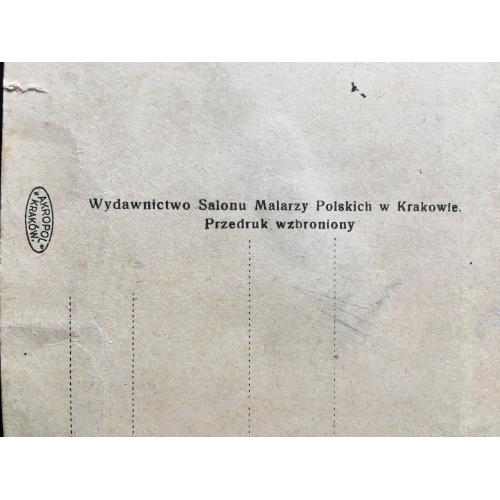 Wydawnictwo Salonu Malarzy Polskich w Krakowie.
Przedruk wzbroniony
"AKROPOL"
KRAKÓW.